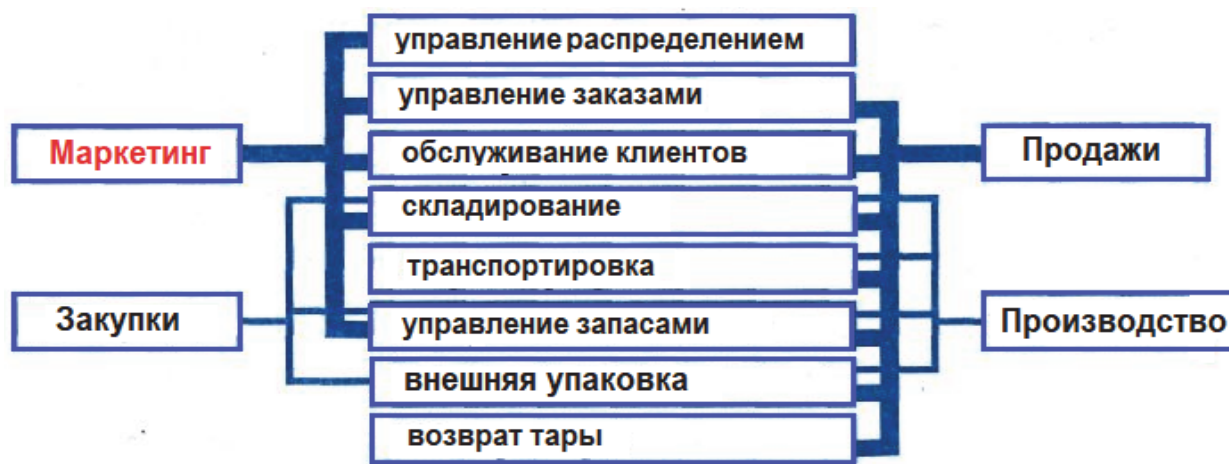 управление распределением
управление заказами
Маркетинг
обслуживание клиентов
Продажи
складирование
транспортировка
Закупки
управление запасами
Производство
внешняя упаковка
возврат тары